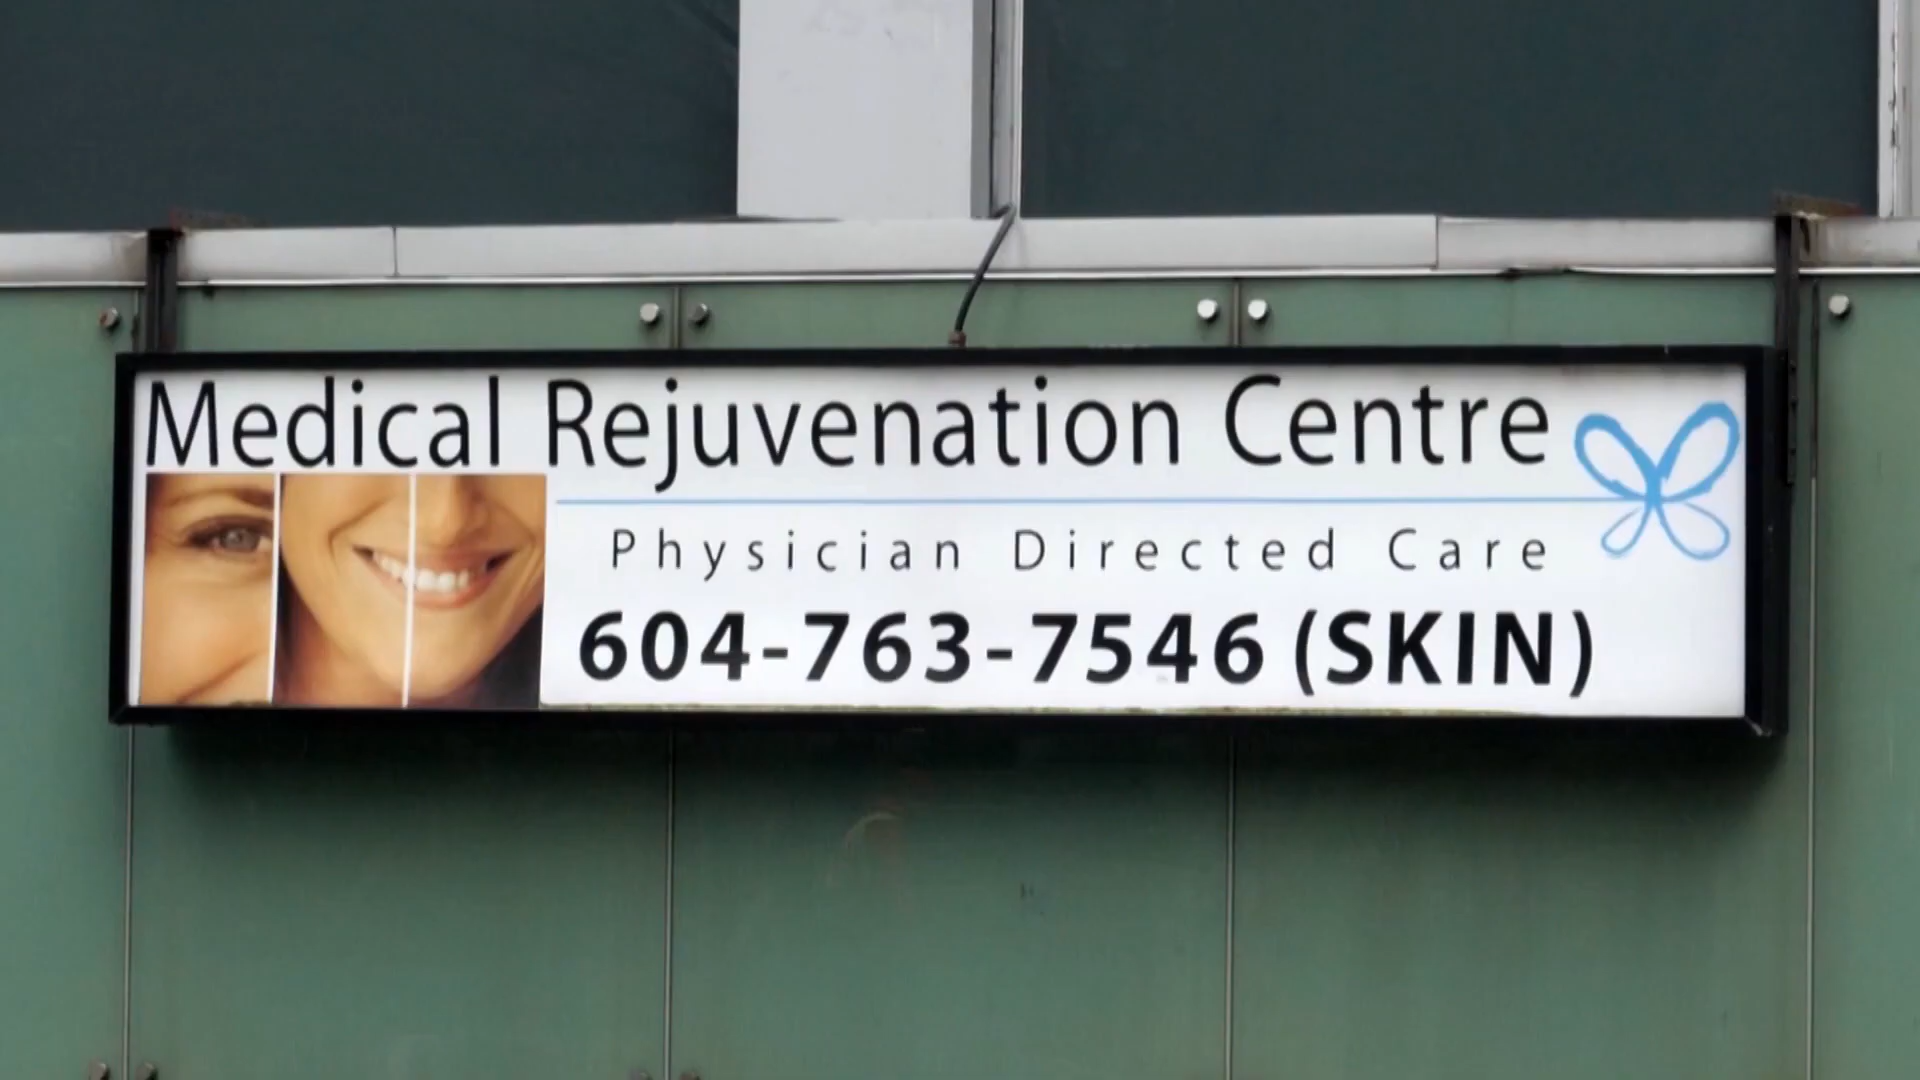 Medical Rejuvenation Centre
Physician Directed Care
604-763-7546 (SKIN)